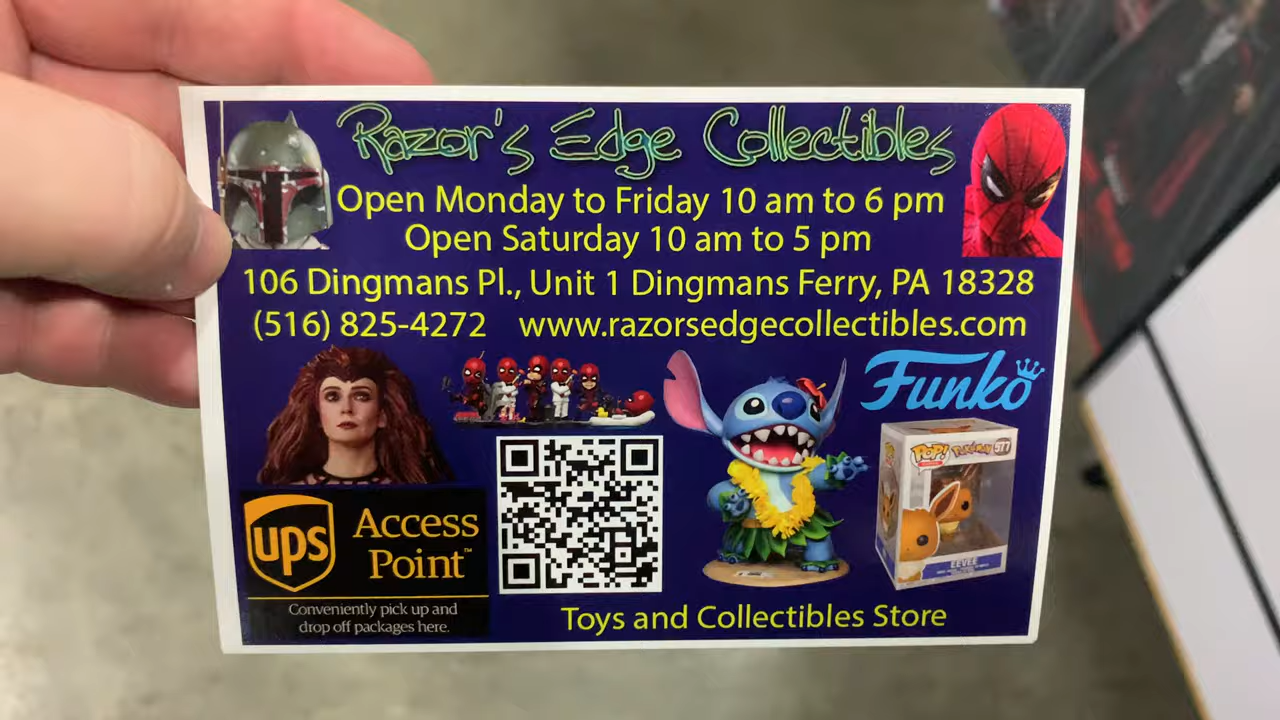 Razor's Edge Collectibles
Open Monday to Friday 10 am to 6 pm
Open Saturday 10 am to 5 pm
106 Dingmans Pl., Unit 1 Dingmans Ferry, PA 18328
(516) 825-4272 www.razorsedgecollectibles.com
Funko
POP!
POKÉMON
577
EEVEE
ups
Access
Point™
Conveniently pick up and
drop off packages here.
Toys and Collectibles Store